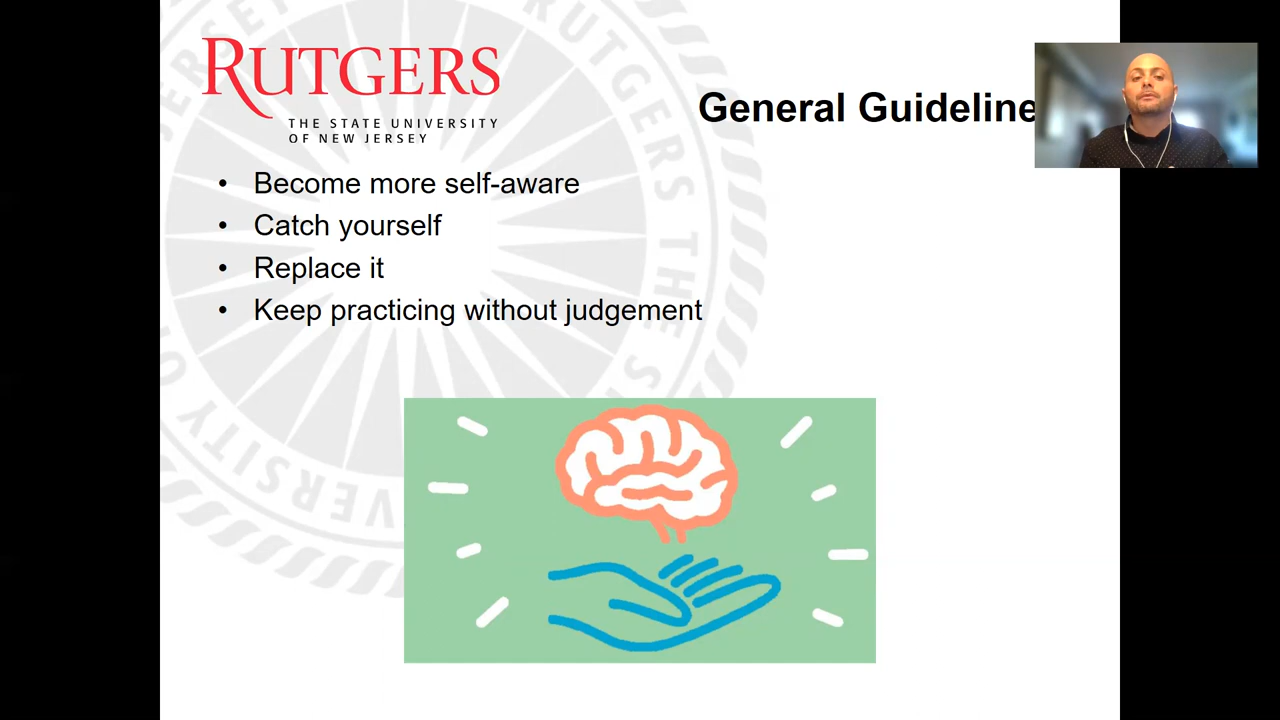 RUTGERS
THE STATE UNIVERSITY
OF NEW JERSEY
General Guideline
• Become more self-aware
• Catch yourself
• Replace it
• Keep practicing without judgement